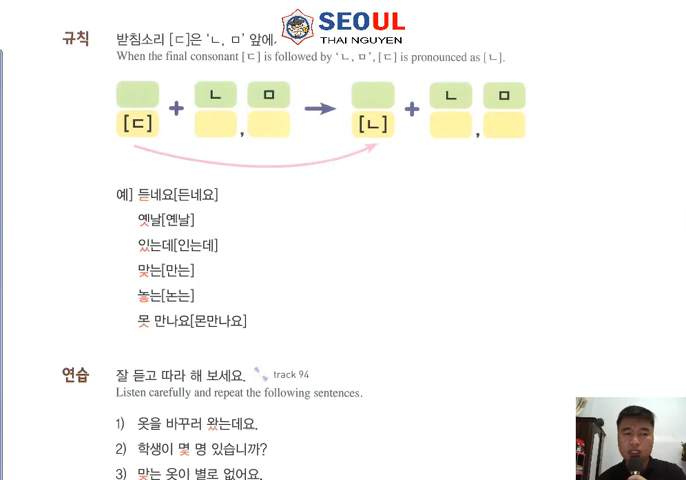 SEOUL
THAI NGUYEN
규칙 받침소리 [ㄷ]은 ‘ㄴ, ㅁ’ 앞에
When the final consonant [ㄷ] is followed by ‘ㄴ, ㅁ’, [ㄷ] is pronounced as [ㄴ].
ㄴ ㅁ ㄴ ㅁ
[ㄷ] + , → [ㄴ] + ,
예] 듣네요[든네요]
옛날[옌날]
있는데[인는데]
맞는[만는]
놓는[논는]
못 만나요[몬만나요]
연습 잘 듣고 따라 해 보세요. track 94
Listen carefully and repeat the following sentences.
1) 옷을 바꾸러 왔는데요.
2) 학생이 몇 명 있습니까?
3) 맞는 옷이 별로 없어요.